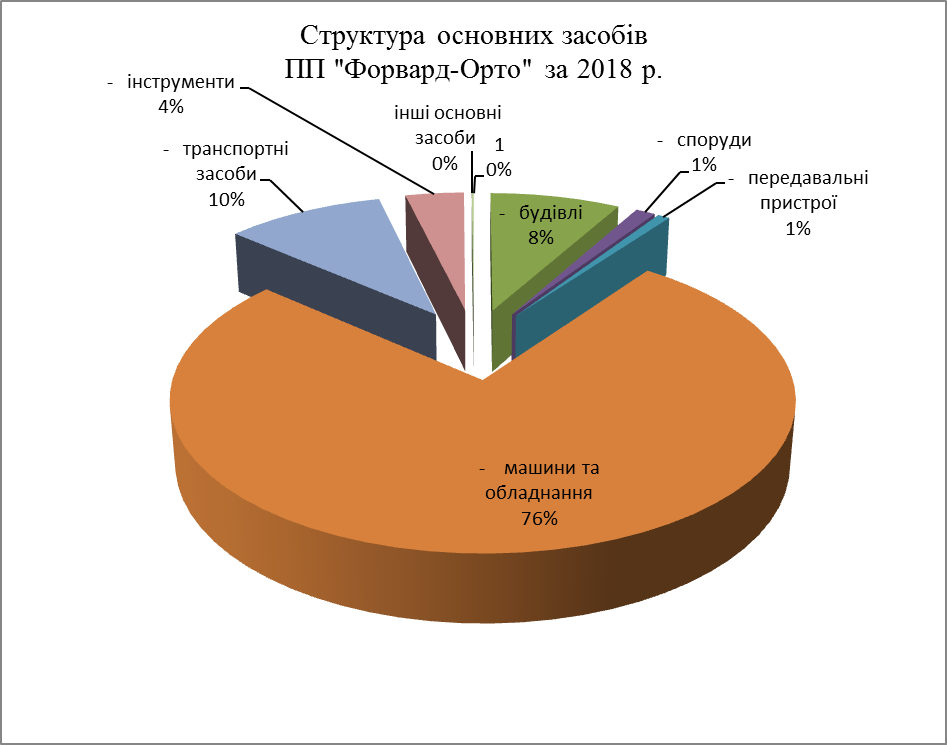 Структура основних засобів
ПП "Форвард-Орто" за 2018 р.
- інструменти
4%
- транспортні
засоби
10%
інші основні
засоби
0%
1
0%
- будівлі
8%
- споруди
1%
- передавальні
пристрої
1%
- машини та
обладнання
76%